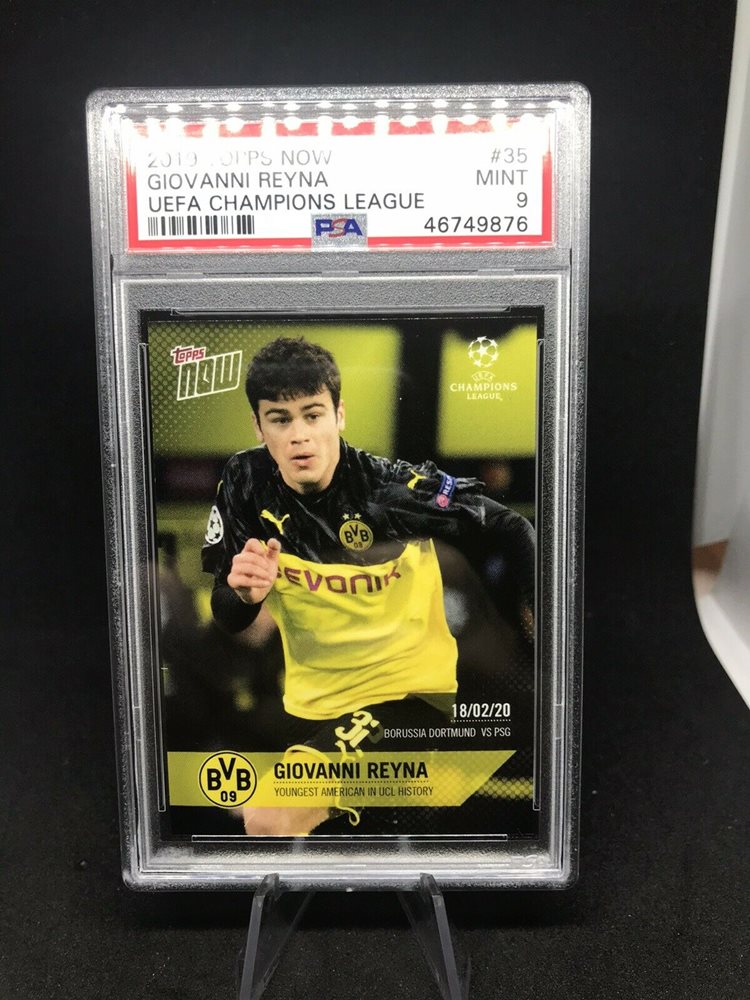 2019 TOPPS NOW #35
GIOVANNI REYNA MINT
UEFA CHAMPIONS LEAGUE 9
PSA 46749876
topps
now
UEFA
CHAMPIONS
LEAGUE
BVB
09
EVONIK
18/02/20
BORUSSIA DORTMUND VS PSG
BVB
09
GIOVANNI REYNA
YOUNGEST AMERICAN IN UCL HISTORY